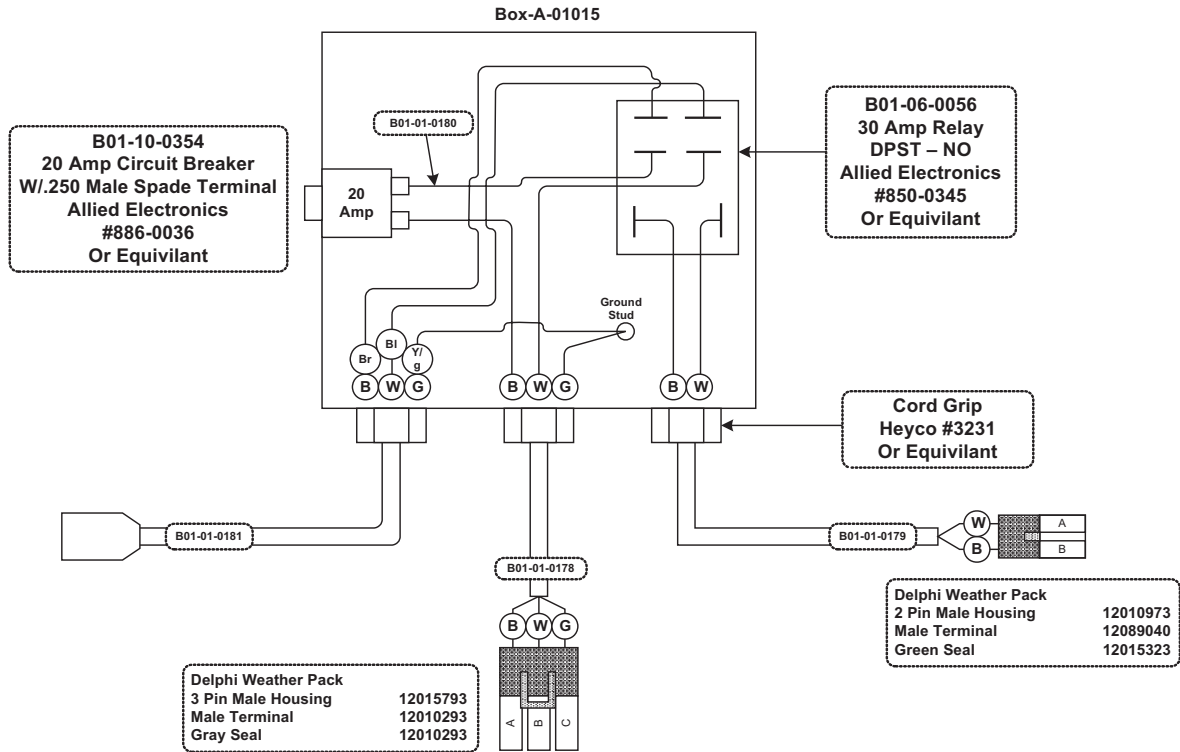 Box-A-01015
B01-10-0354
20 Amp Circuit Breaker
W/.250 Male Spade Terminal
Allied Electronics
#886-0036
Or Equivilant
B01-01-0180
20
Amp
B01-06-0056
30 Amp Relay
DPST – NO
Allied Electronics
#850-0345
Or Equivilant
Ground
Stud
Br
Bl
Y/
g
B W G
B W G
B W
Cord Grip
Heyco #3231
Or Equivilant
B01-01-0181
B01-01-0178
B01-01-0179
W
B
A
B
B W G
A B C
Delphi Weather Pack
3 Pin Male Housing 12015793
Male Terminal 12010293
Gray Seal 12010293
Delphi Weather Pack
2 Pin Male Housing 12010973
Male Terminal 12089040
Green Seal 12015323